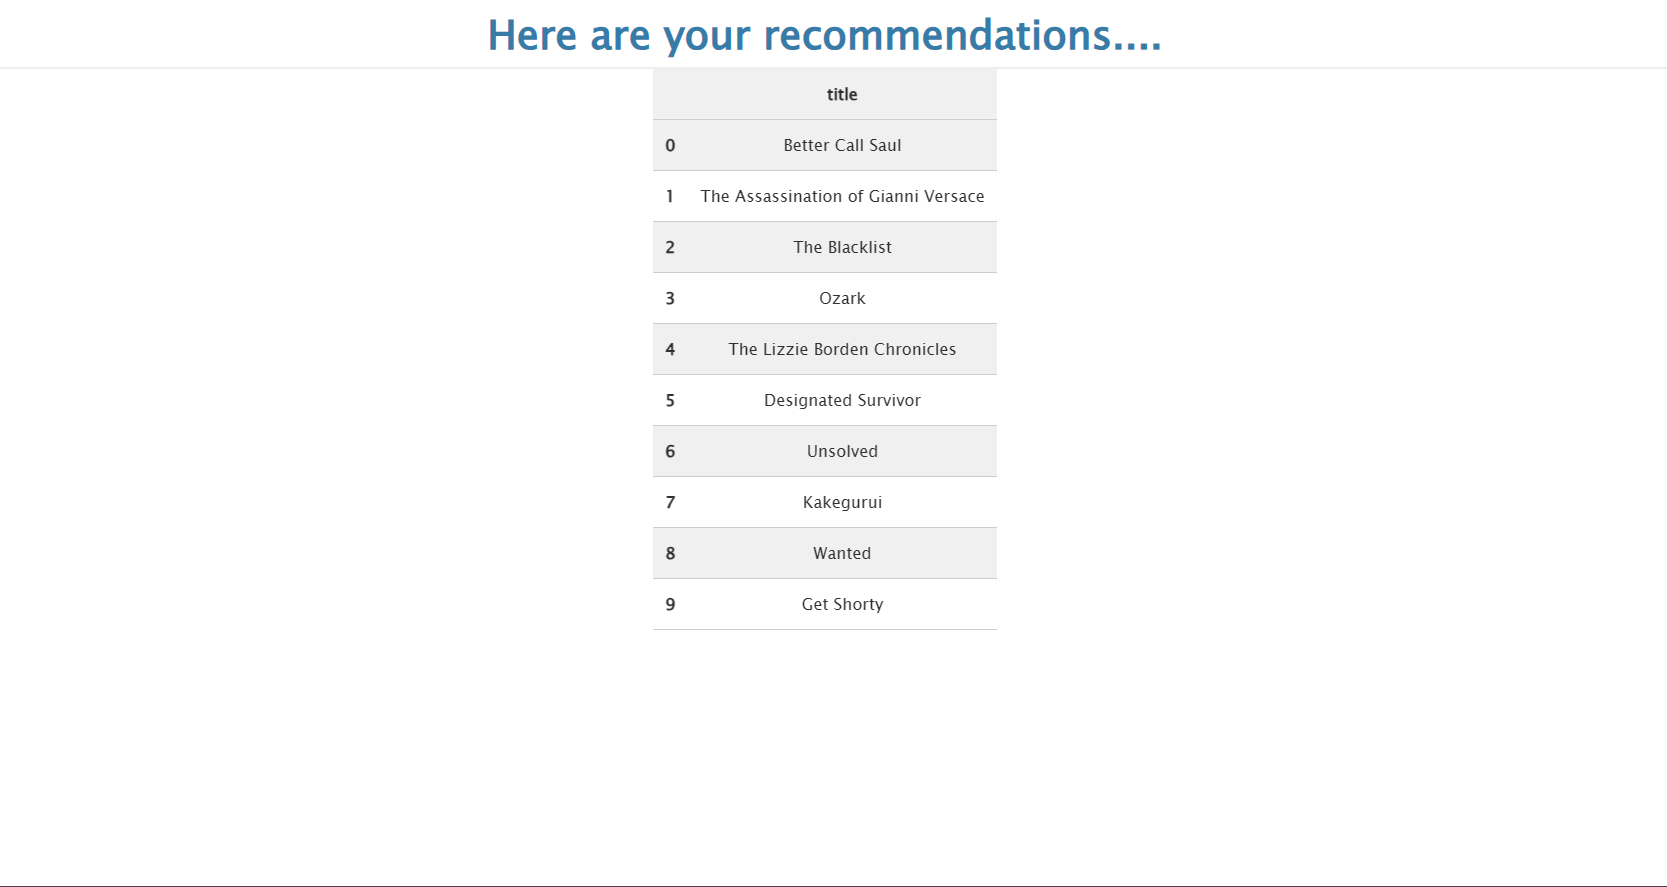 Here are your recommendations....
title
0 Better Call Saul
1 The Assassination of Gianni Versace
2 The Blacklist
3 Ozark
4 The Lizzie Borden Chronicles
5 Designated Survivor
6 Unsolved
7 Kakegurui
8 Wanted
9 Get Shorty